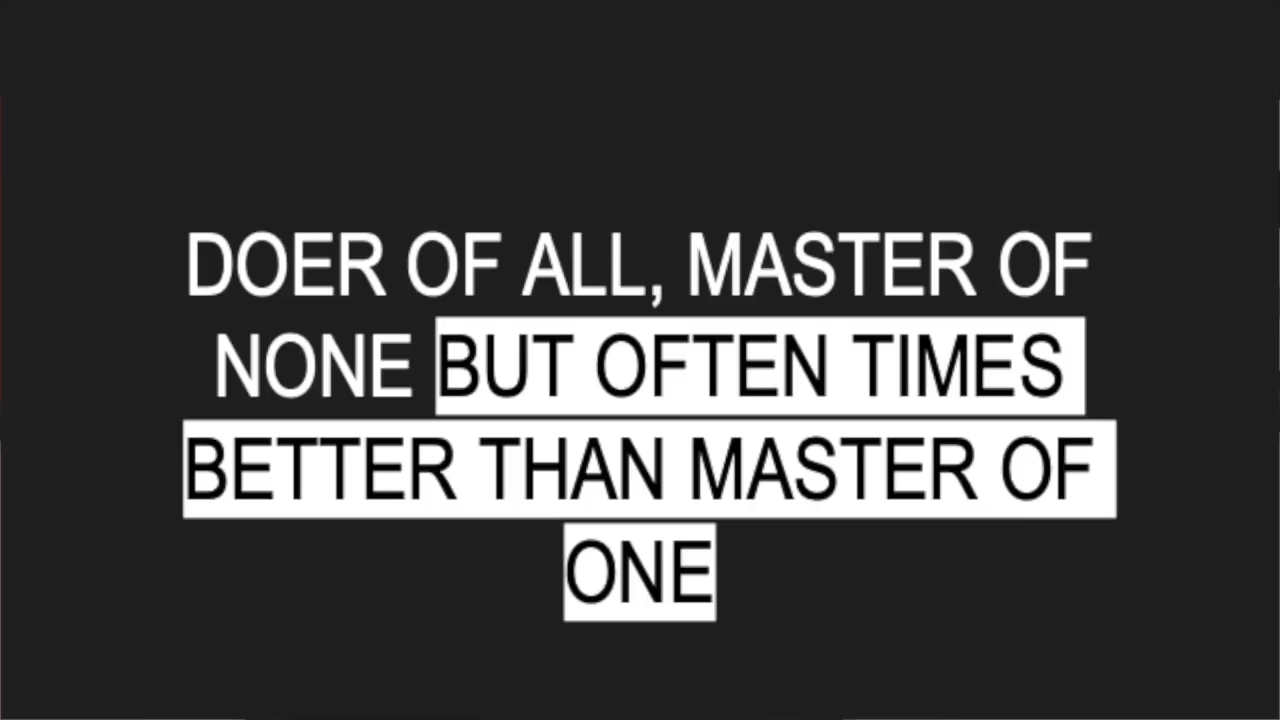 DOER OF ALL, MASTER OF
NONE BUT OFTEN TIMES
BETTER THAN MASTER OF
ONE